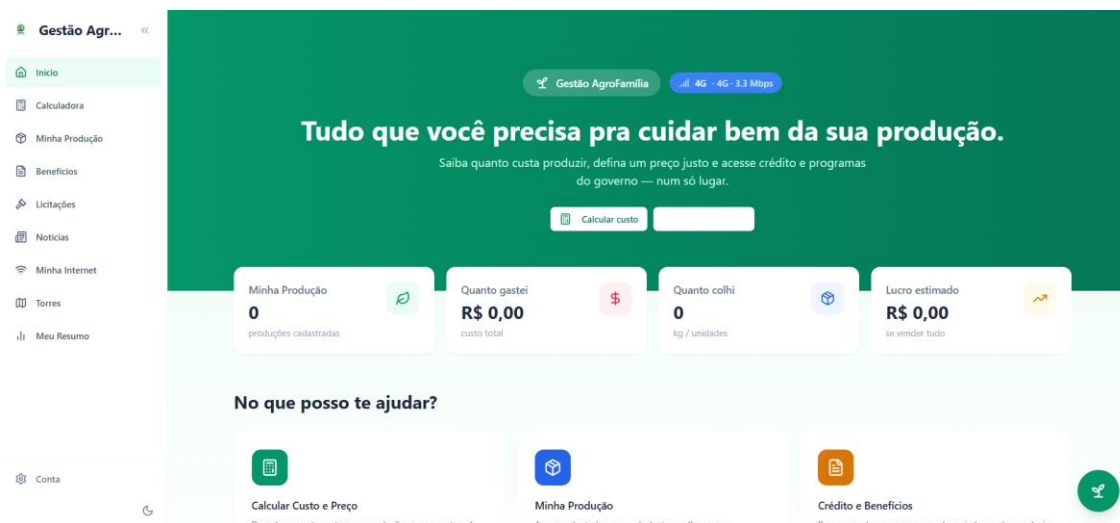 Gestão Agr...
Início
Calculadora
Minha Produção
Benefícios
Licitações
Notícias
Minha Internet
Torres
Meu Resumo
Conta
Gestão AgroFamília
4G · 4G · 3.3 Mbps
Tudo que você precisa pra cuidar bem da sua produção.
Saiba quanto custa produzir, defina um preço justo e acesse crédito e programas
do governo — num só lugar.
Calcular custo
Minha Produção
0
produções cadastradas
Quanto gastei
R$ 0,00
custo total
Quanto colhi
0
kg / unidades
Lucro estimado
R$ 0,00
se vender tudo
No que posso te ajudar?
Calcular Custo e Preço
Minha Produção
Crédito e Benefícios